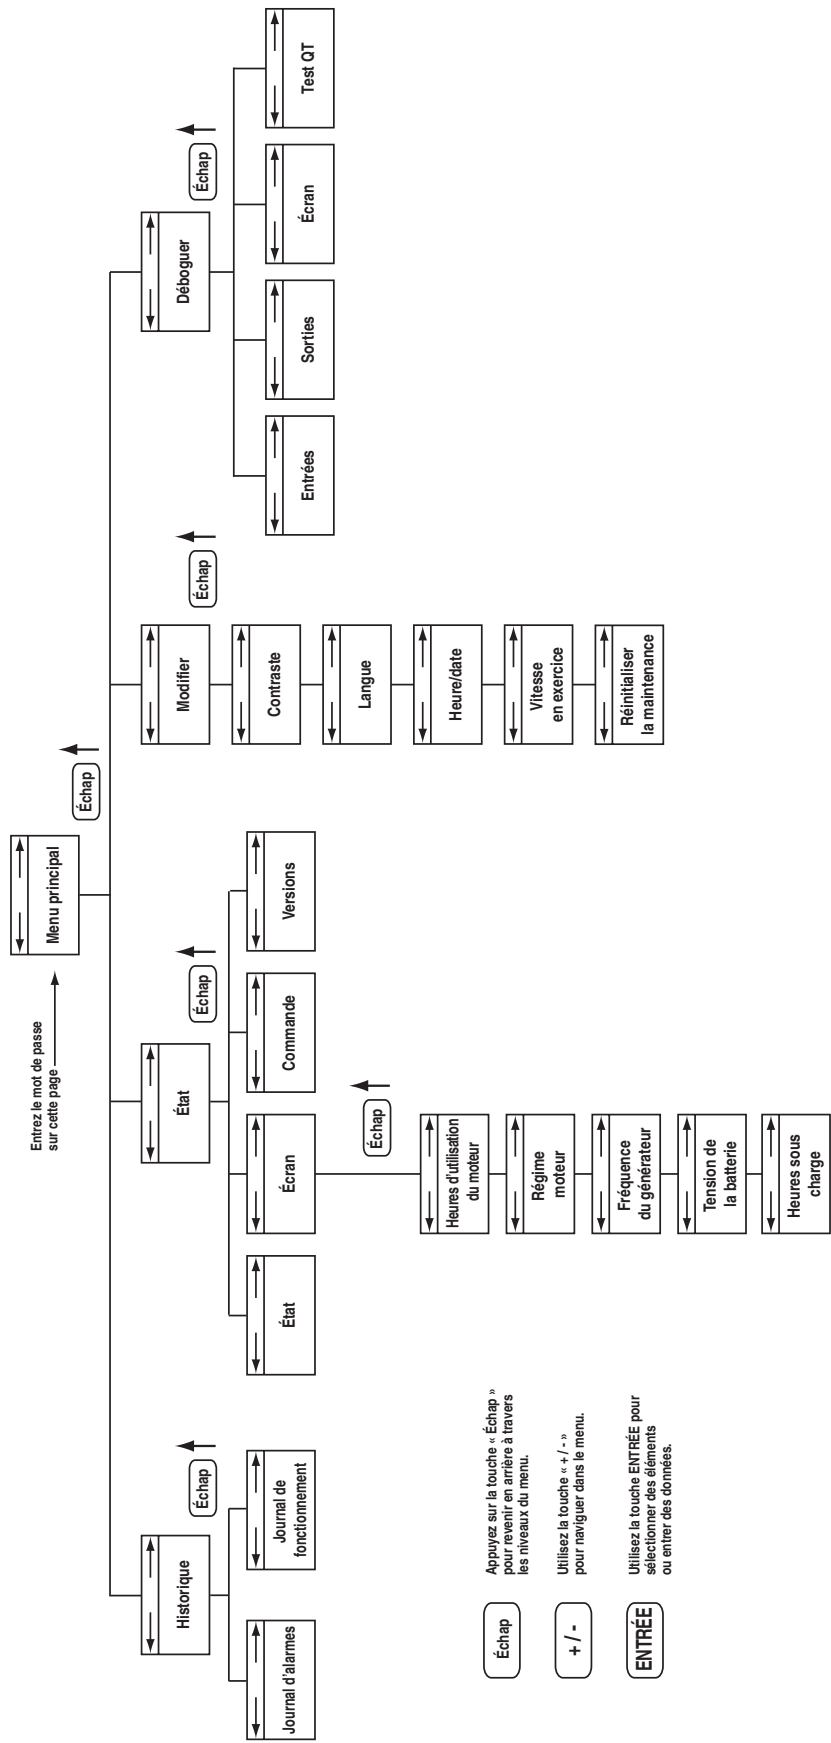 Menu principal
Entrez le mot de passe
sur cette page
Échap
Historique
Échap
Journal d'alarmes
Journal de
fonctionnement
État
Échap
État
Écran
Commande
Versions
Échap
Heures d'utilisation
du moteur
Régime
moteur
Fréquence
du générateur
Tension de
la batterie
Heures sous
charge
Modifier
Échap
Contraste
Langue
Heure/date
Vitesse
en exercice
Réinitialiser
la maintenance
Déboguer
Échap
Entrées
Sorties
Écran
Test QT
Échap
Appuyez sur la touche « Échap »
pour revenir en arrière à travers
les niveaux du menu.
+ / -
Utilisez la touche « + / - »
pour naviguer dans le menu.
ENTRÉE
Utilisez la touche ENTRÉE pour
sélectionner des éléments
ou entrer des données.